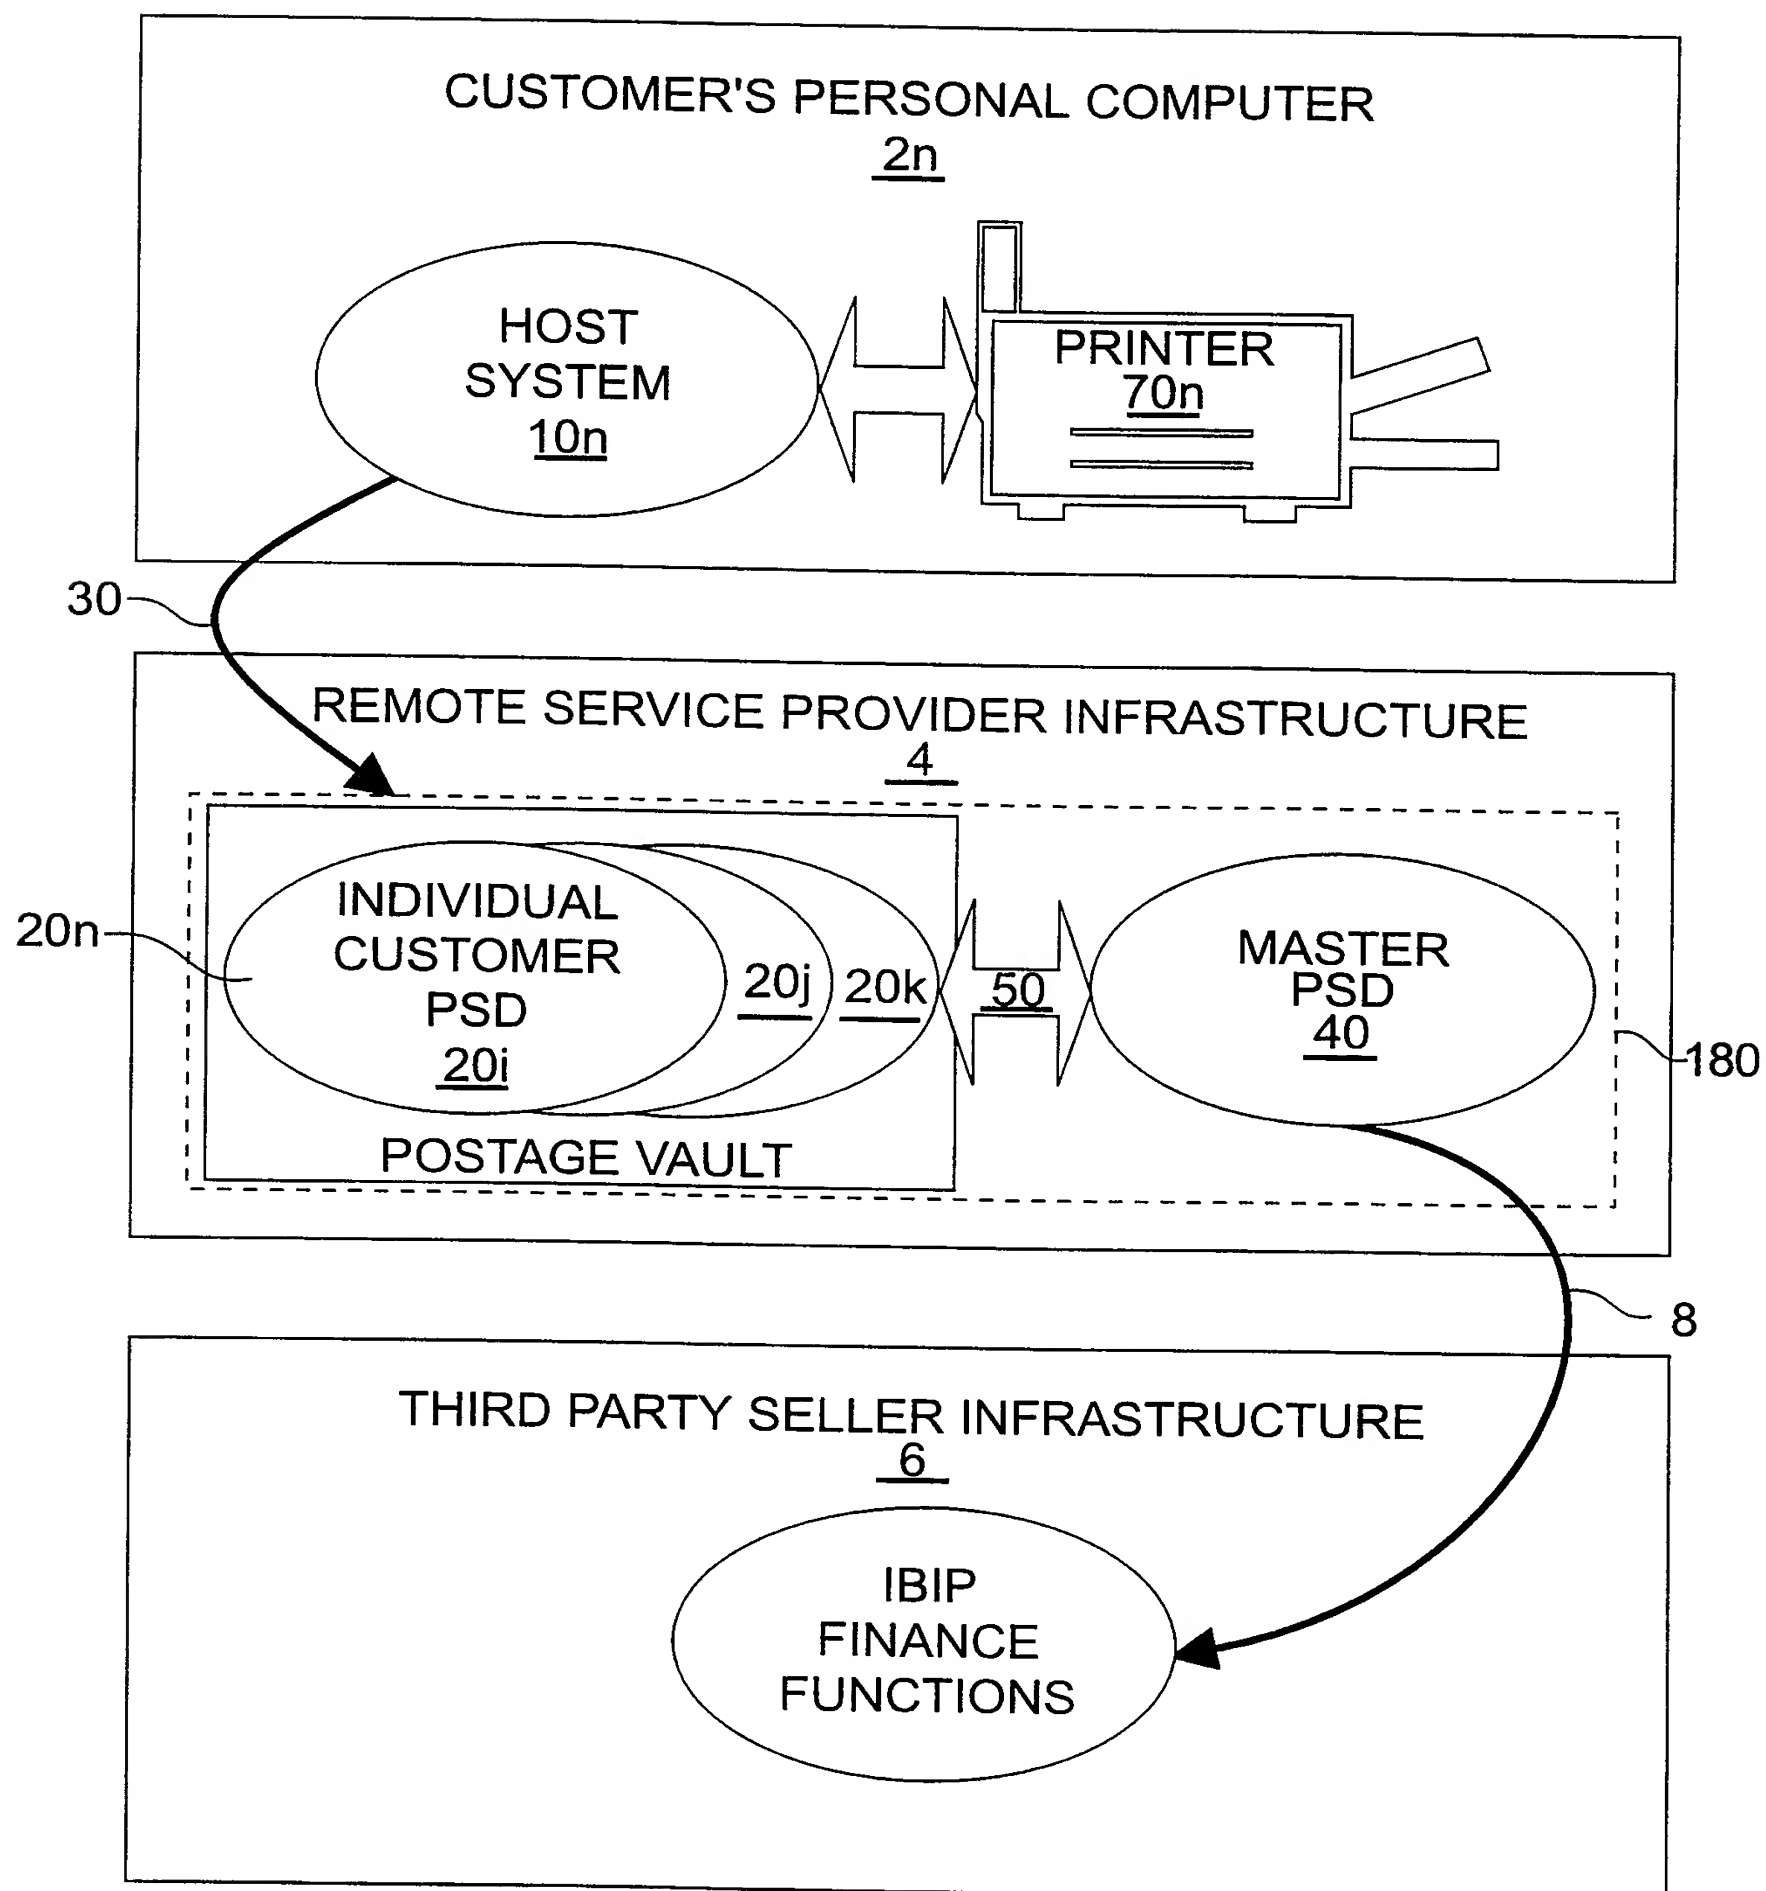 CUSTOMER'S PERSONAL COMPUTER
2n
HOST
SYSTEM
10n
PRINTER
70n
30
REMOTE SERVICE PROVIDER INFRASTRUCTURE
4
20n
INDIVIDUAL
CUSTOMER
PSD
20i
20j
20k
POSTAGE VAULT
50
MASTER
PSD
40
180
8
THIRD PARTY SELLER INFRASTRUCTURE
6
IBIP
FINANCE
FUNCTIONS